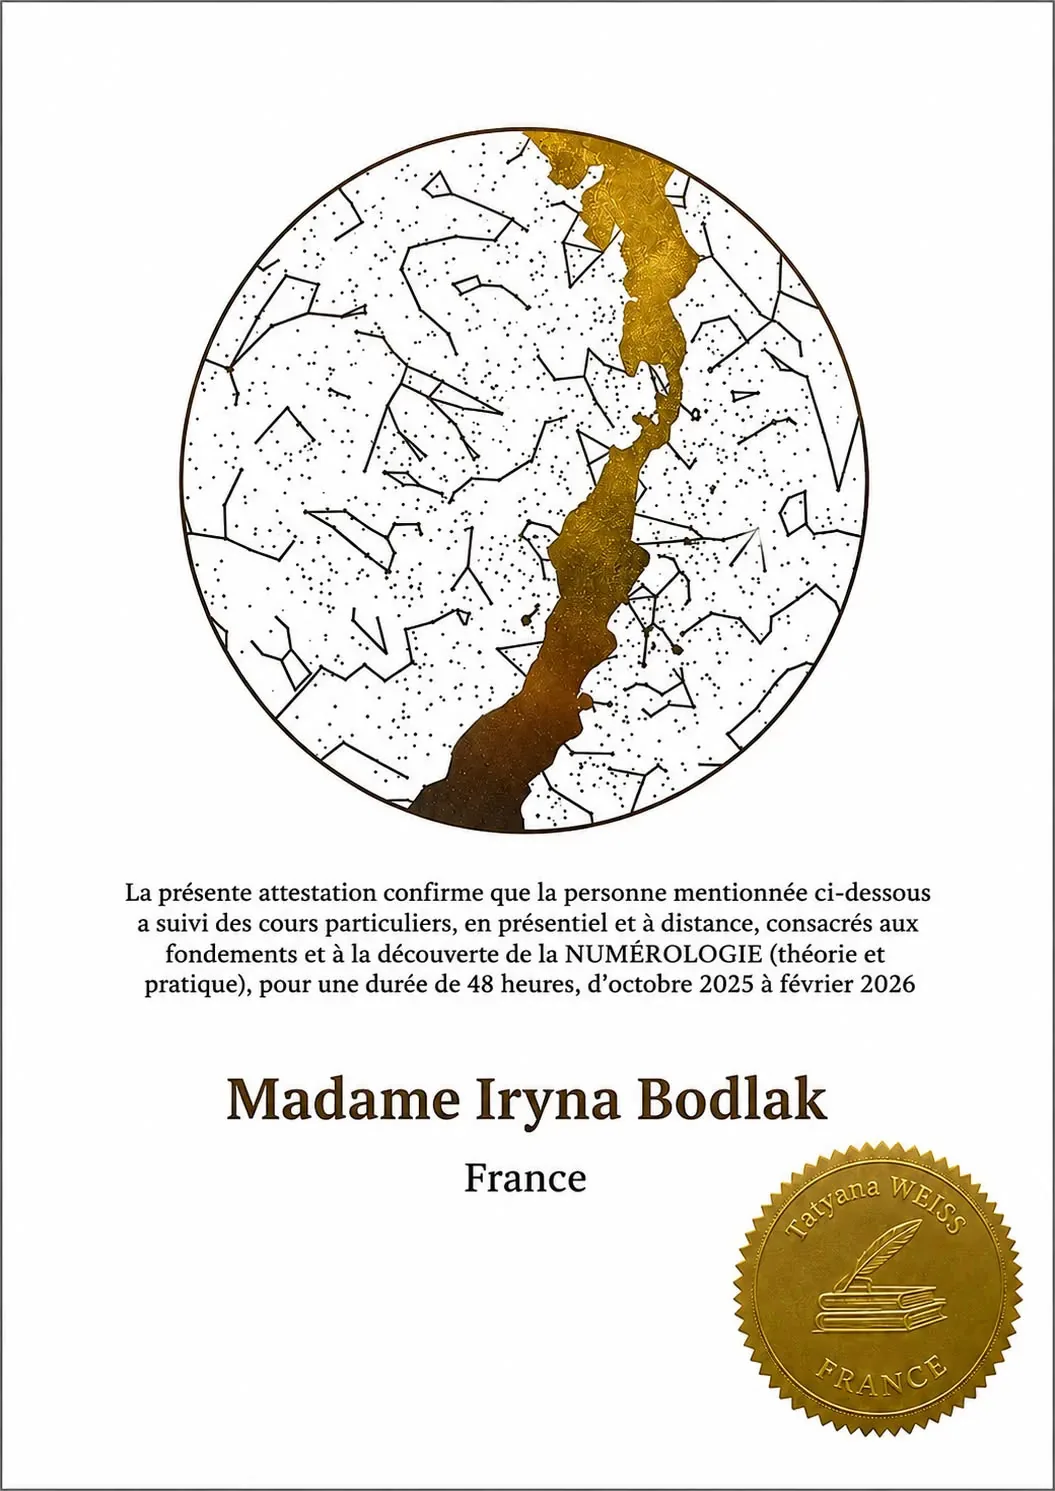 La présente attestation confirme que la personne mentionnée ci-dessous
a suivi des cours particuliers, en présentiel et à distance, consacrés aux
fondements et à la découverte de la NUMÉROLOGIE (théorie et
pratique), pour une durée de 48 heures, d’octobre 2025 à février 2026
Madame Iryna Bodlak
France
Tatyana WEISS
FRANCE